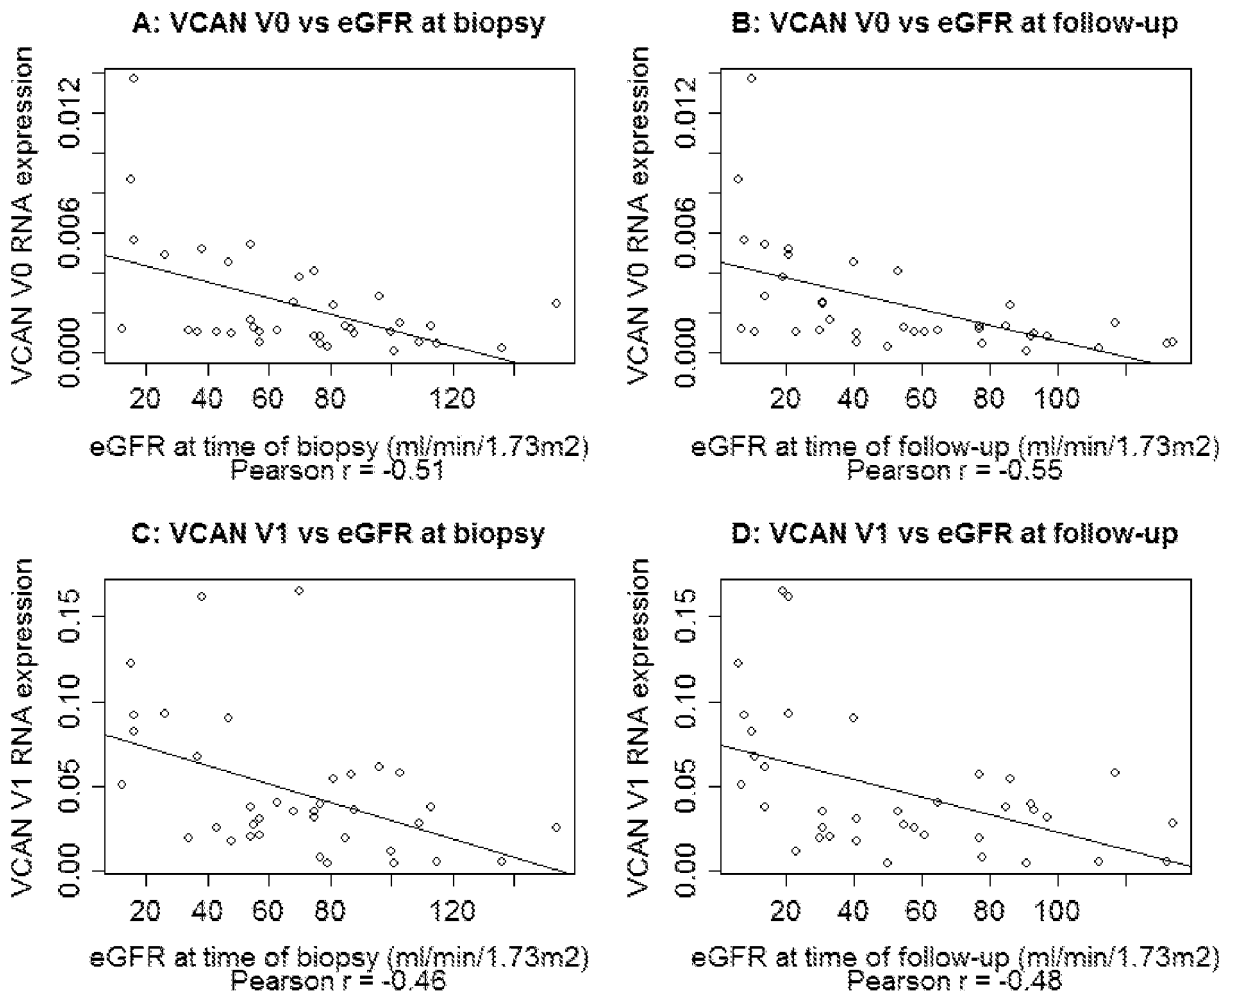 A: VCAN V0 vs eGFR at biopsy
VCAN V0 RNA expression
0.012
0.006
0.000
20 40 60 80 120
eGFR at time of biopsy (ml/min/1.73m2)
Pearson r = -0.51
B: VCAN V0 vs eGFR at follow-up
VCAN V0 RNA expression
0.012
0.006
0.000
20 40 60 80 100
eGFR at time of follow-up (ml/min/1.73m2)
Pearson r = -0.55
C: VCAN V1 vs eGFR at biopsy
VCAN V1 RNA expression
0.15
0.10
0.05
0.00
20 40 60 80 120
eGFR at time of biopsy (ml/min/1.73m2)
Pearson r = -0.46
D: VCAN V1 vs eGFR at follow-up
VCAN V1 RNA expression
0.15
0.10
0.05
0.00
20 40 60 80 100
eGFR at time of follow-up (ml/min/1.73m2)
Pearson r = -0.48